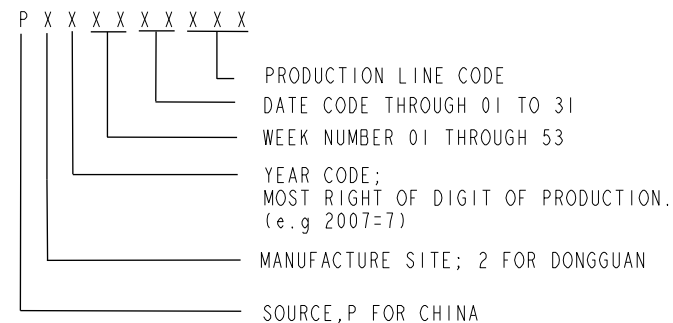 P X X X X X X X X X
PRODUCTION LINE CODE
DATE CODE THROUGH 01 TO 31
WEEK NUMBER 01 THROUGH 53
YEAR CODE;
MOST RIGHT OF DIGIT OF PRODUCTION.
(e.g 2007=7)
MANUFACTURE SITE; 2 FOR DONGGUAN
SOURCE,P FOR CHINA